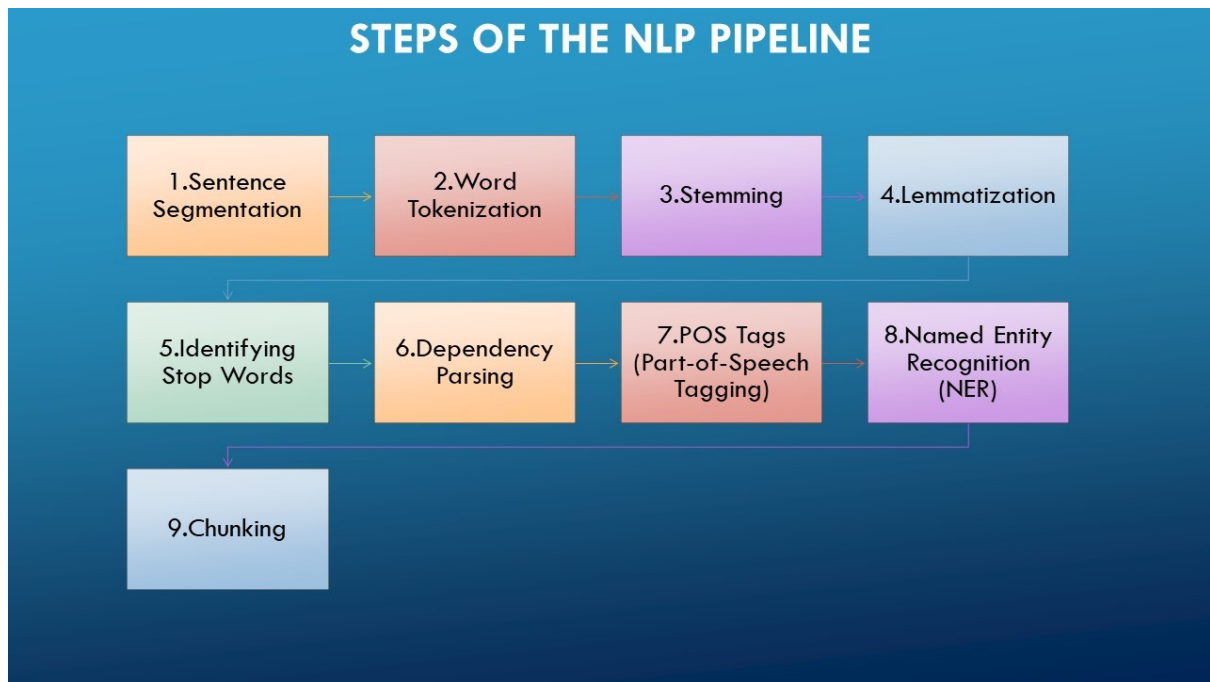 STEPS OF THE NLP PIPELINE
1.Sentence
Segmentation
2.Word
Tokenization
3.Stemming
4.Lemmatization
5.Identifying
Stop Words
6.Dependency
Parsing
7.POS Tags
(Part-of-Speech
Tagging)
8.Named Entity
Recognition
(NER)
9.Chunking